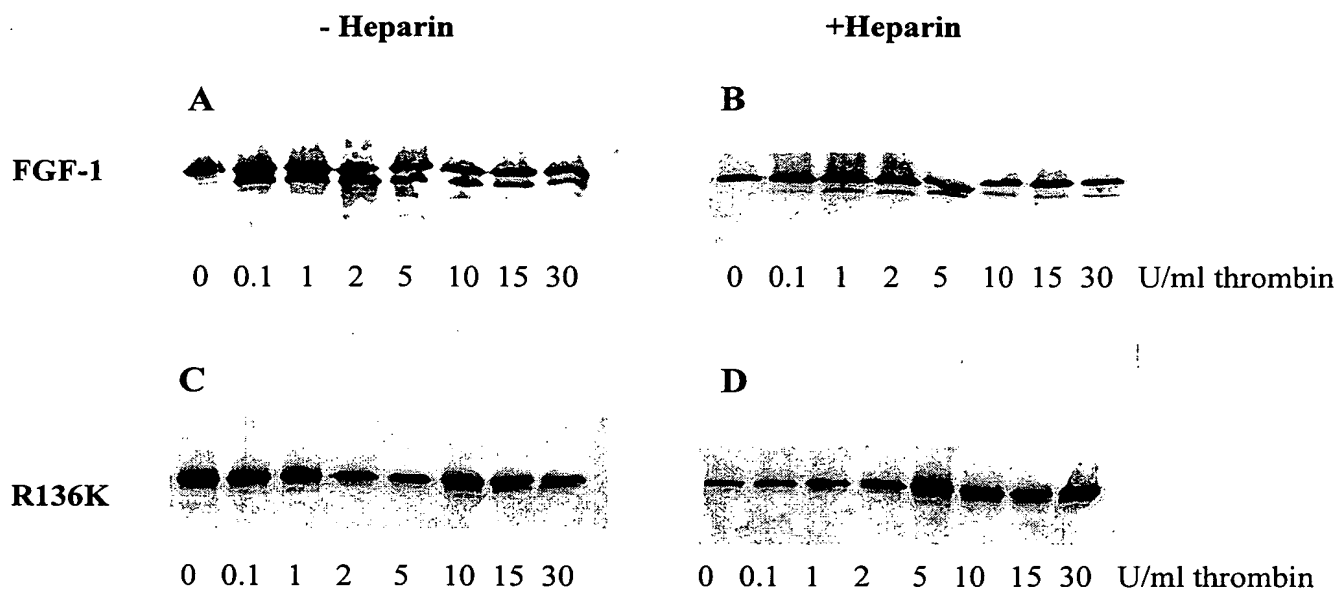 - Heparin +Heparin
A B
FGF-1
0 0.1 1 2 5 10 15 30 0 0.1 1 2 5 10 15 30 U/ml thrombin
C D
R136K
0 0.1 1 2 5 10 15 30 0 0.1 1 2 5 10 15 30 U/ml thrombin